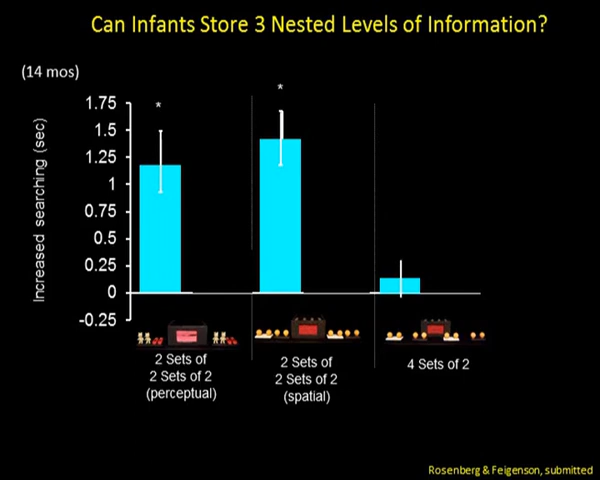 Can Infants Store 3 Nested Levels of Information?
(14 mos)
Increased searching (sec)
1.75
1.5
1.25
1
0.75
0.5
0.25
0
-0.25
*
*
2 Sets of
2 Sets of 2
(perceptual)
2 Sets of
2 Sets of 2
(spatial)
4 Sets of 2
Rosenberg & Feigenson, submitted